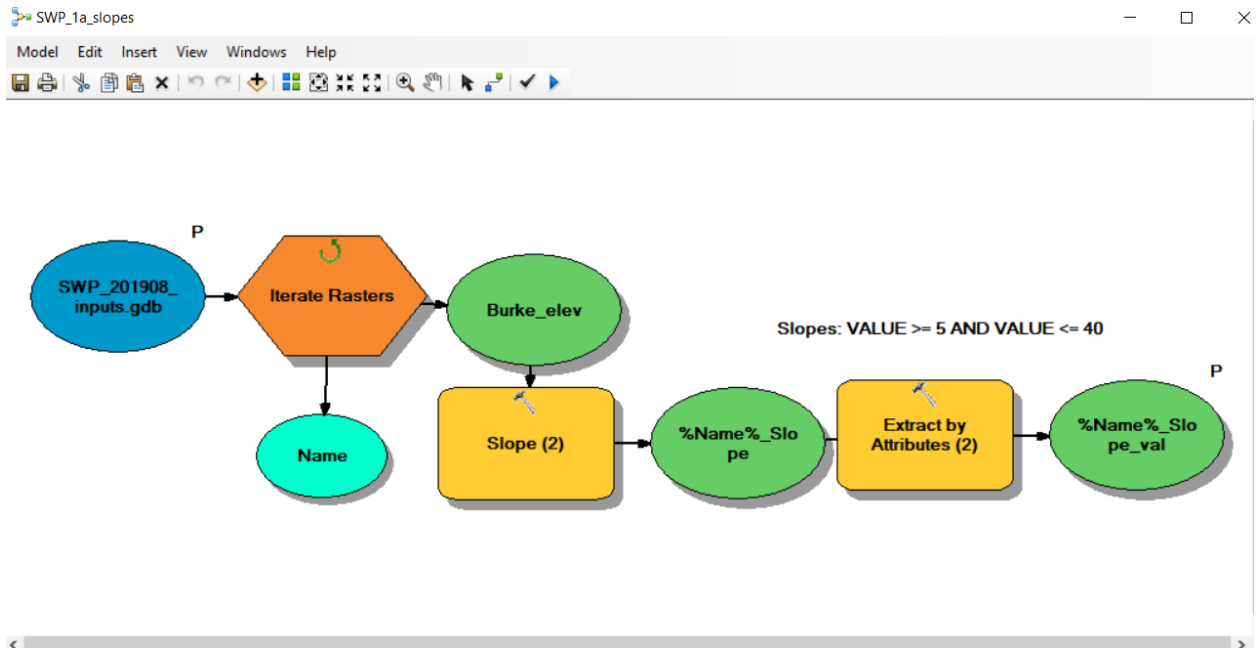 SWP_1a_slopes
Model Edit Insert View Windows Help
P
SWP_201908_
inputs.gdb
Iterate Rasters
Burke_elev
Name
Slopes: VALUE >= 5 AND VALUE <= 40
P
Slope (2)
%Name%_Slo
pe
Extract by
Attributes (2)
%Name%_Slo
pe_val